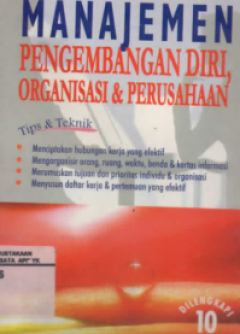 MANAJEMEN
PENGEMBANGAN DIRI,
ORGANISASI & PERUSAHAAN
Tips & Teknik
Menciptakan hubungan kerja yang efektif
Mengorganisir orang, ruang, waktu, benda & kertas informasi
Merumuskan tujuan dan prioritas individu & organisasi
Menyusun daftar kerja & pertemuan yang efektif
DILENGKAPI
10